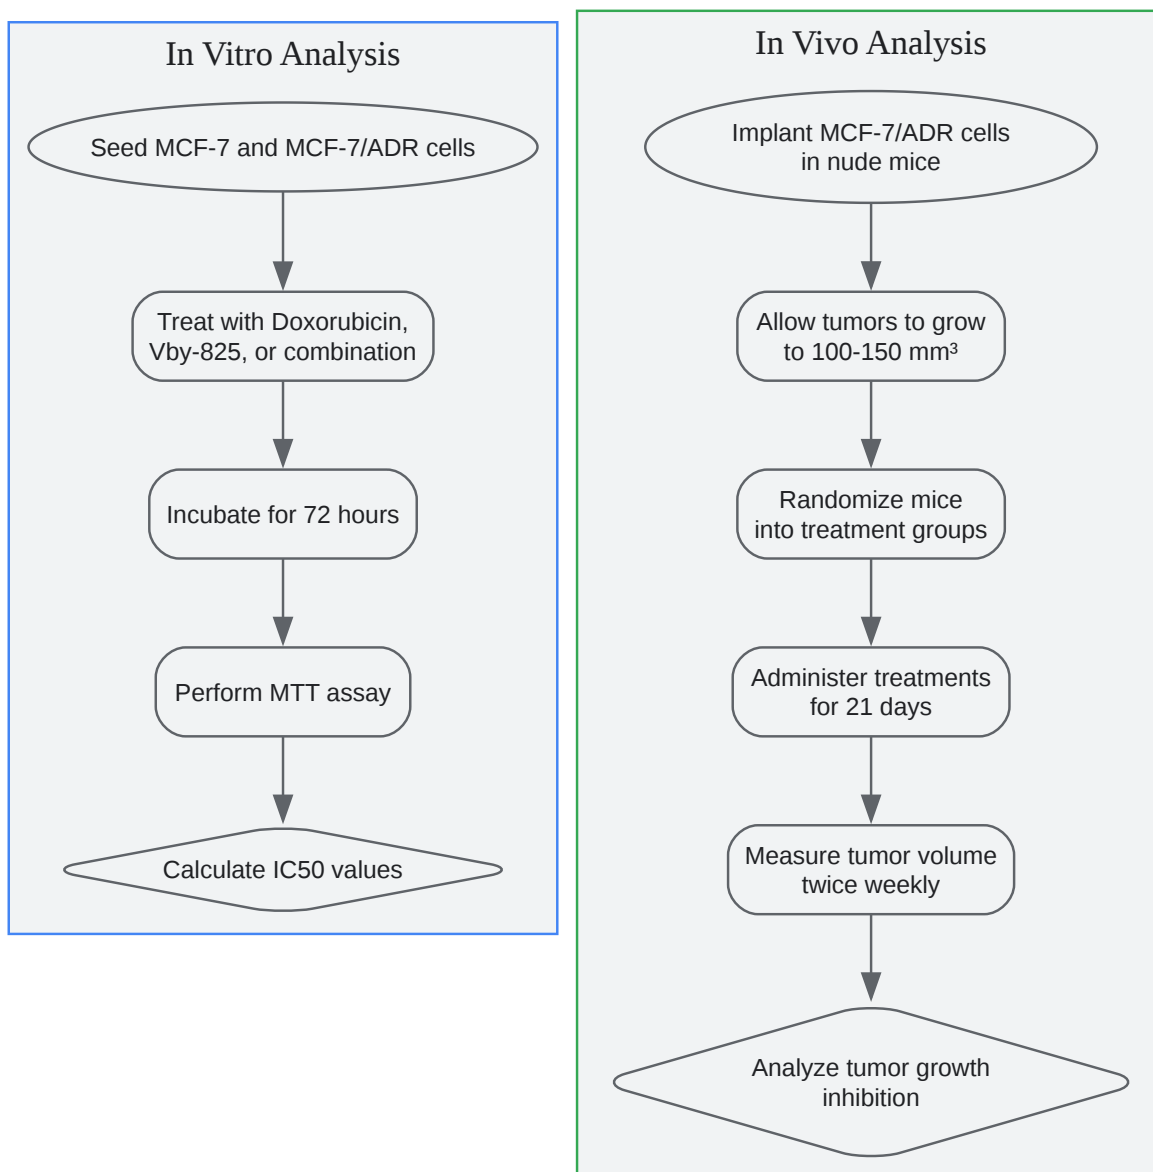 In Vitro Analysis
Seed MCF-7 and MCF-7/ADR cells
Treat with Doxorubicin,
Vby-825, or combination
Incubate for 72 hours
Perform MTT assay
Calculate IC50 values
In Vivo Analysis
Implant MCF-7/ADR cells
in nude mice
Allow tumors to grow
to 100-150 mm³
Randomize mice
into treatment groups
Administer treatments
for 21 days
Measure tumor volume
twice weekly
Analyze tumor growth
inhibition